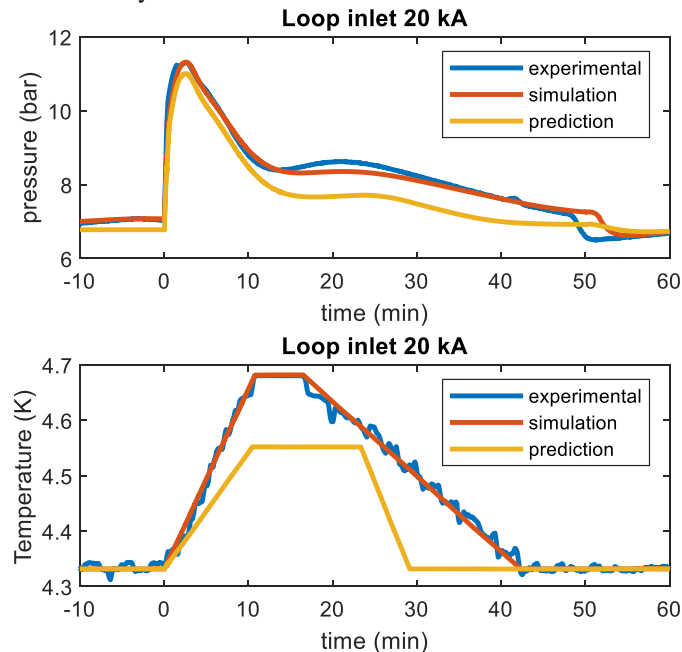 Loop inlet 20 kA
12
10
8
6
pressure (bar)
experimental
simulation
prediction
-10 0 10 20 30 40 50 60
time (min)
Loop inlet 20 kA
4.7
4.6
4.5
4.4
4.3
Temperature (K)
experimental
simulation
prediction
-10 0 10 20 30 40 50 60
time (min)